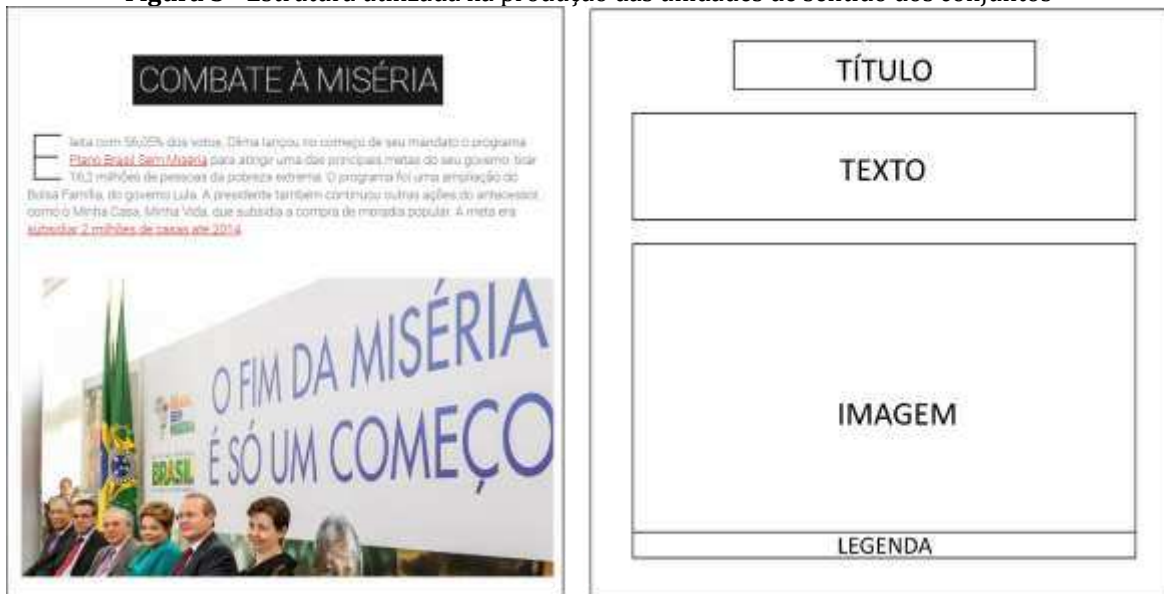 Estrutura utilizada na produção das unidades de sentido dos conjuntos
COMBATE À MISÉRIA
Eleita com 56,05% dos votos, Dilma lançou no começo de seu mandato o programa
Plano Brasil Sem Miséria para atingir uma das principais metas do seu governo: tirar
16,2 milhões de pessoas da pobreza extrema. O programa foi uma ampliação do
Bolsa Família, do governo Lula. A presidente também continuou outras ações do antecessor,
como o Minha Casa, Minha Vida, que subsidia a compra de moradia popular. A meta era
subsidiar 2 milhões de casas até 2014.
O FIM DA MISÉRIA
É SÓ UM COMEÇO
BRASIL
TÍTULO
TEXTO
IMAGEM
LEGENDA